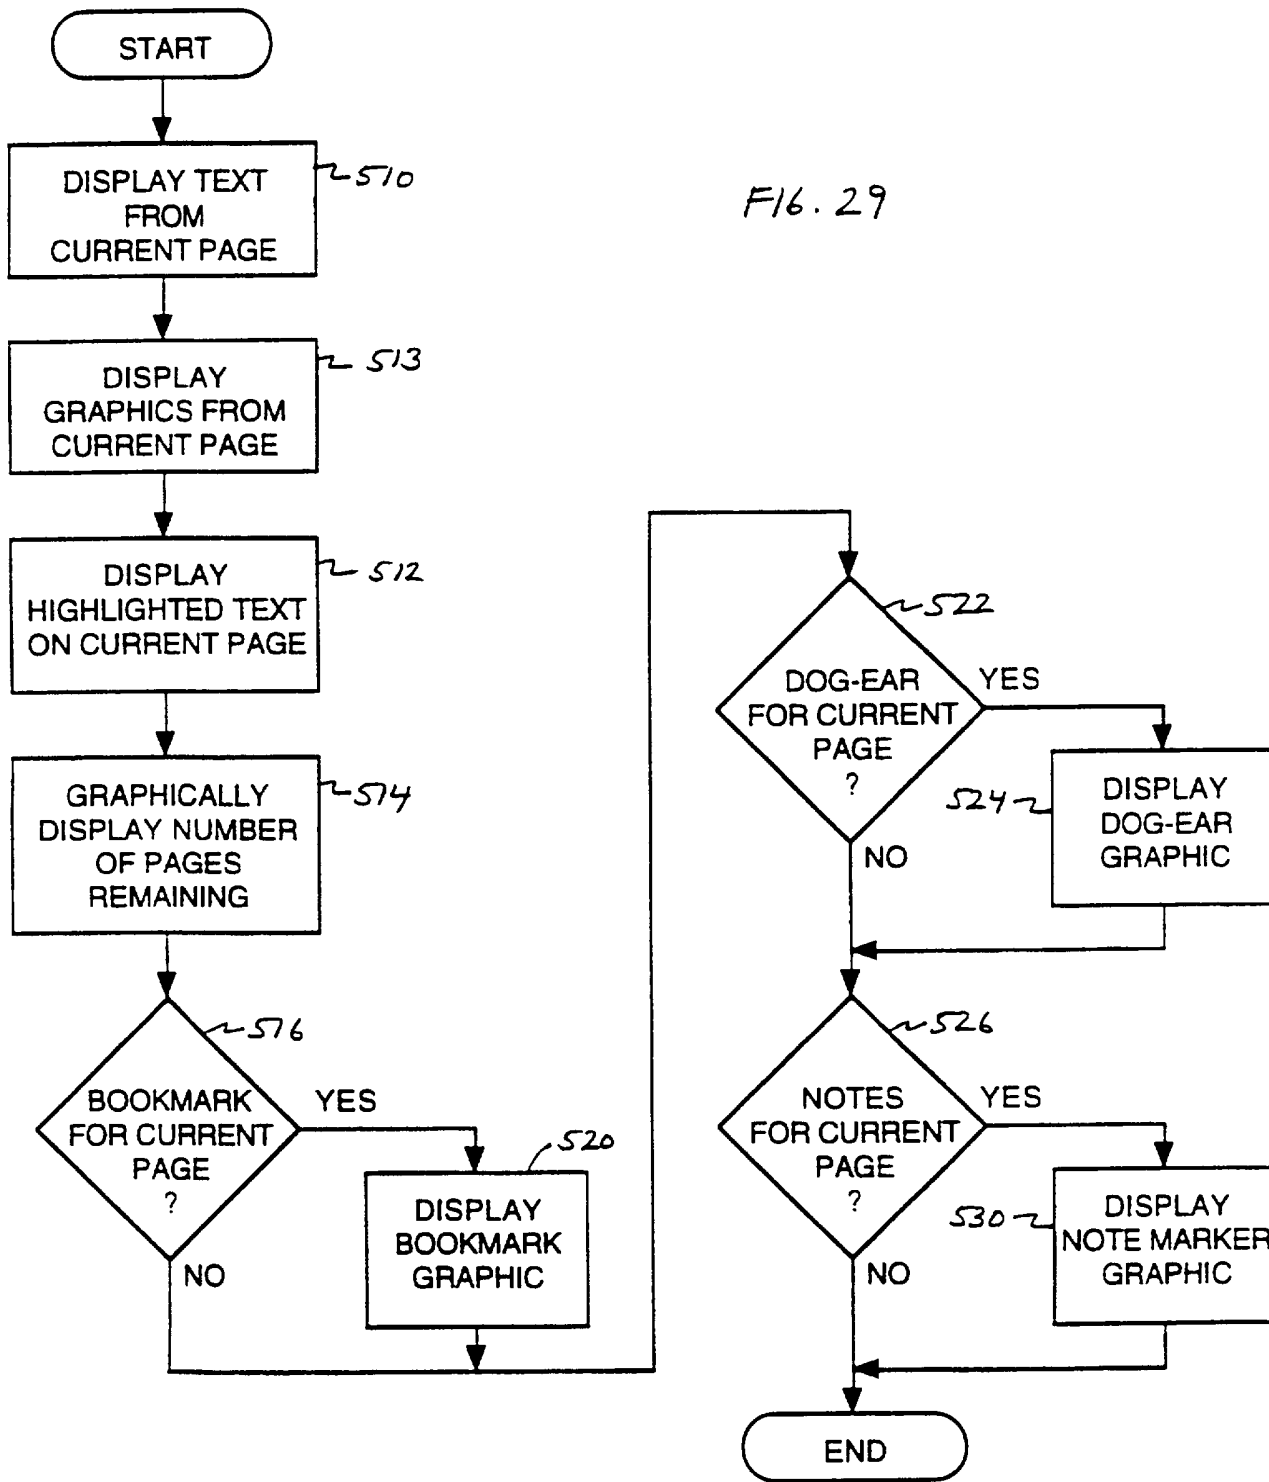 START
DISPLAY TEXT
FROM
CURRENT PAGE
510
FIG. 29
DISPLAY
GRAPHICS FROM
CURRENT PAGE
513
DISPLAY
HIGHLIGHTED TEXT
ON CURRENT PAGE
512
GRAPHICALLY
DISPLAY NUMBER
OF PAGES
REMAINING
514
BOOKMARK
FOR CURRENT
PAGE
?
516
YES
NO
520
DISPLAY
BOOKMARK
GRAPHIC
522
DOG-EAR
FOR CURRENT
PAGE
?
YES
NO
524
DISPLAY
DOG-EAR
GRAPHIC
526
NOTES
FOR CURRENT
PAGE
?
YES
NO
530
DISPLAY
NOTE MARKER
GRAPHIC
END